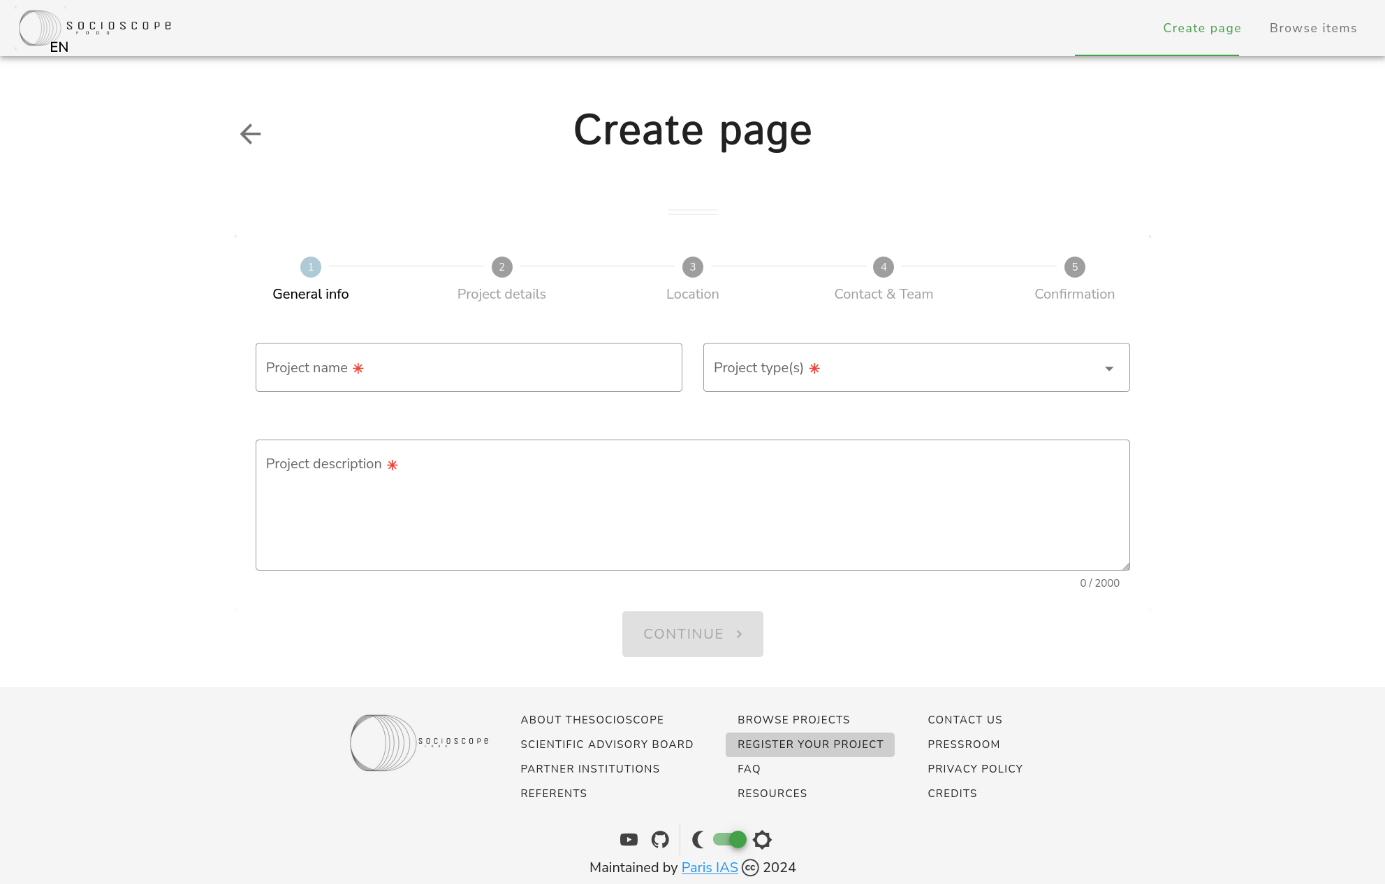 SOCIOSCOPE
FOOD
EN
Create page
Browse items
Create page
1
General info
2
Project details
3
Location
4
Contact & Team
5
Confirmation
Project name *
Project type(s) *
Project description *
0 / 2000
CONTINUE
SOCIOSCOPE
ABOUT THESOCIOSCOPE
SCIENTIFIC ADVISORY BOARD
PARTNER INSTITUTIONS
REFERENTS
BROWSE PROJECTS
REGISTER YOUR PROJECT
FAQ
RESOURCES
CONTACT US
PRESSROOM
PRIVACY POLICY
CREDITS
Maintained by Paris IAS cc 2024